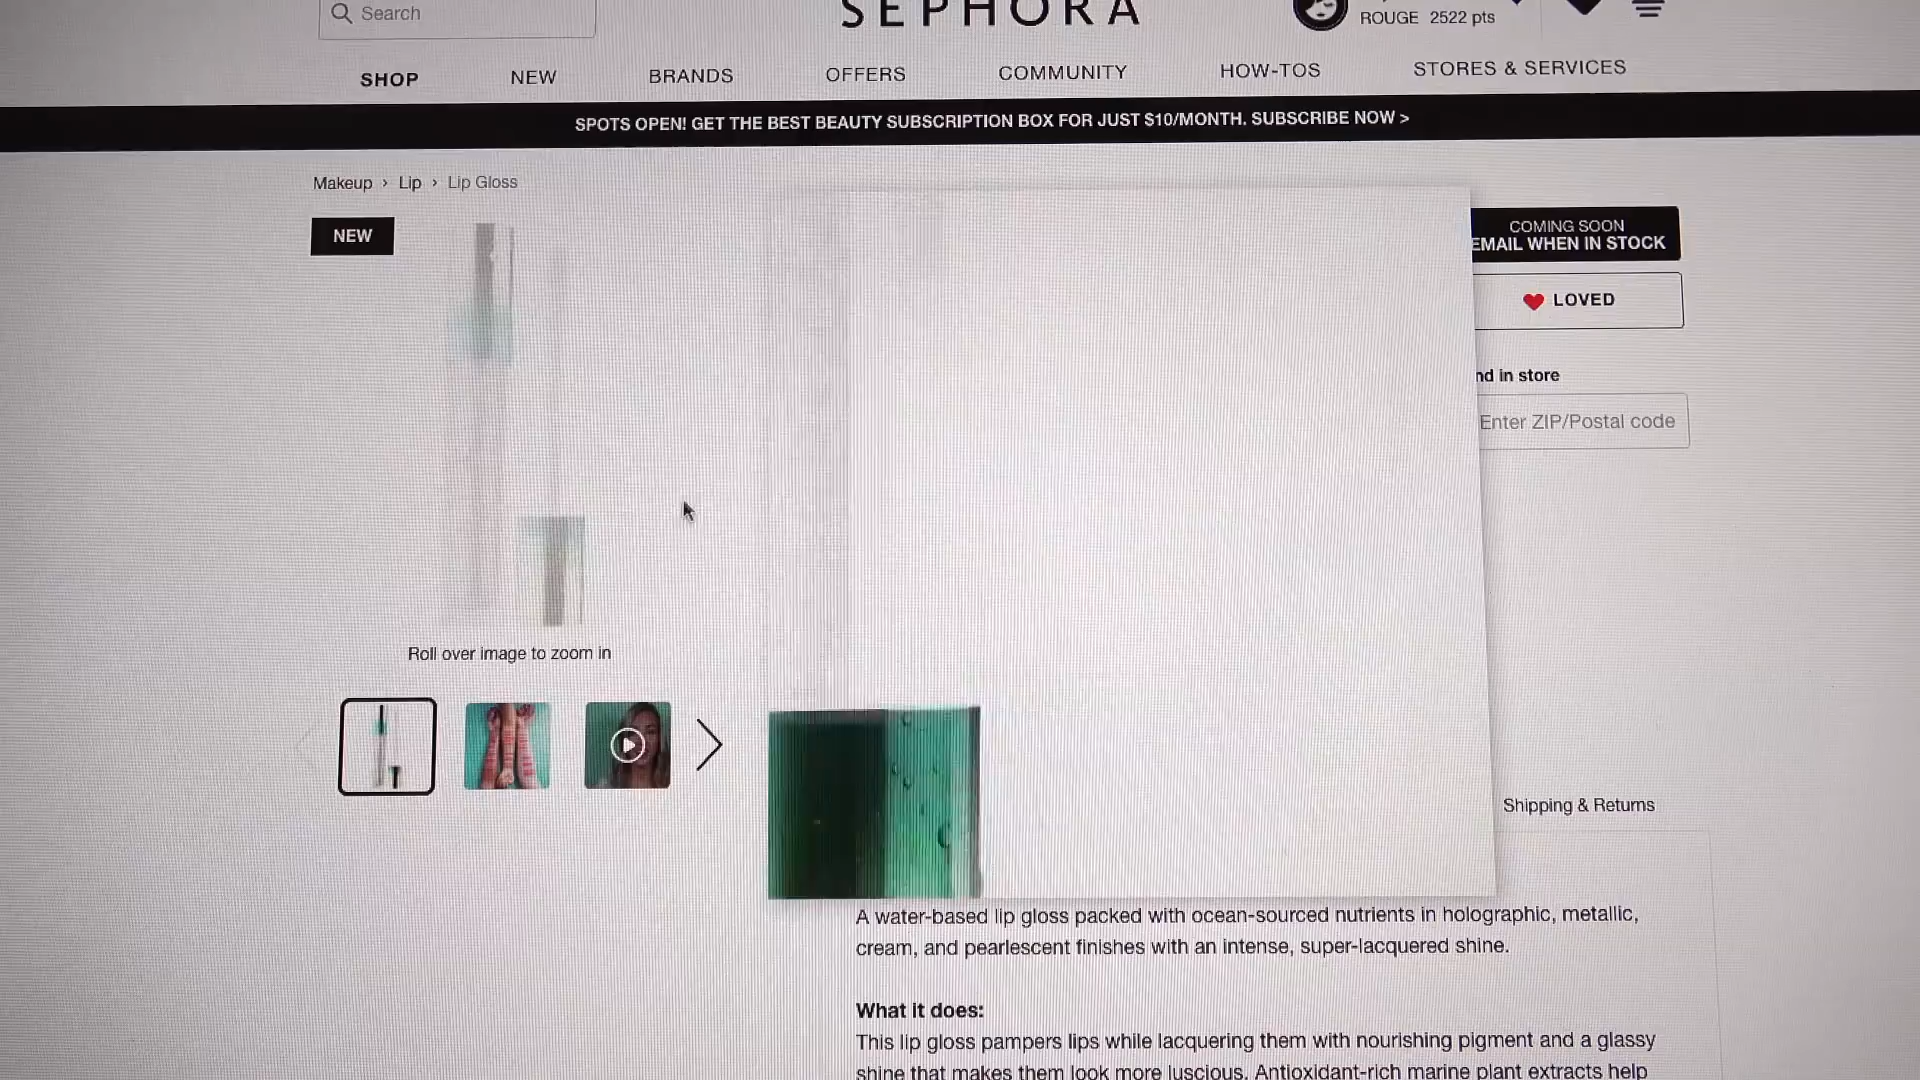 Search
SEPHORA
ROUGE 2522 pts
SHOP NEW BRANDS OFFERS COMMUNITY HOW-TOS STORES & SERVICES
SPOTS OPEN! GET THE BEST BEAUTY SUBSCRIPTION BOX FOR JUST $10/MONTH. SUBSCRIBE NOW >
Makeup > Lip > Lip Gloss
NEW
COMING SOON
EMAIL WHEN IN STOCK
LOVED
nd in store
Enter ZIP/Postal code
Roll over image to zoom in
Shipping & Returns
A water-based lip gloss packed with ocean-sourced nutrients in holographic, metallic,
cream, and pearlescent finishes with an intense, super-lacquered shine.
What it does:
This lip gloss pampers lips while lacquering them with nourishing pigment and a glassy
shine that makes them look more luscious. Antioxidant-rich marine plant extracts help